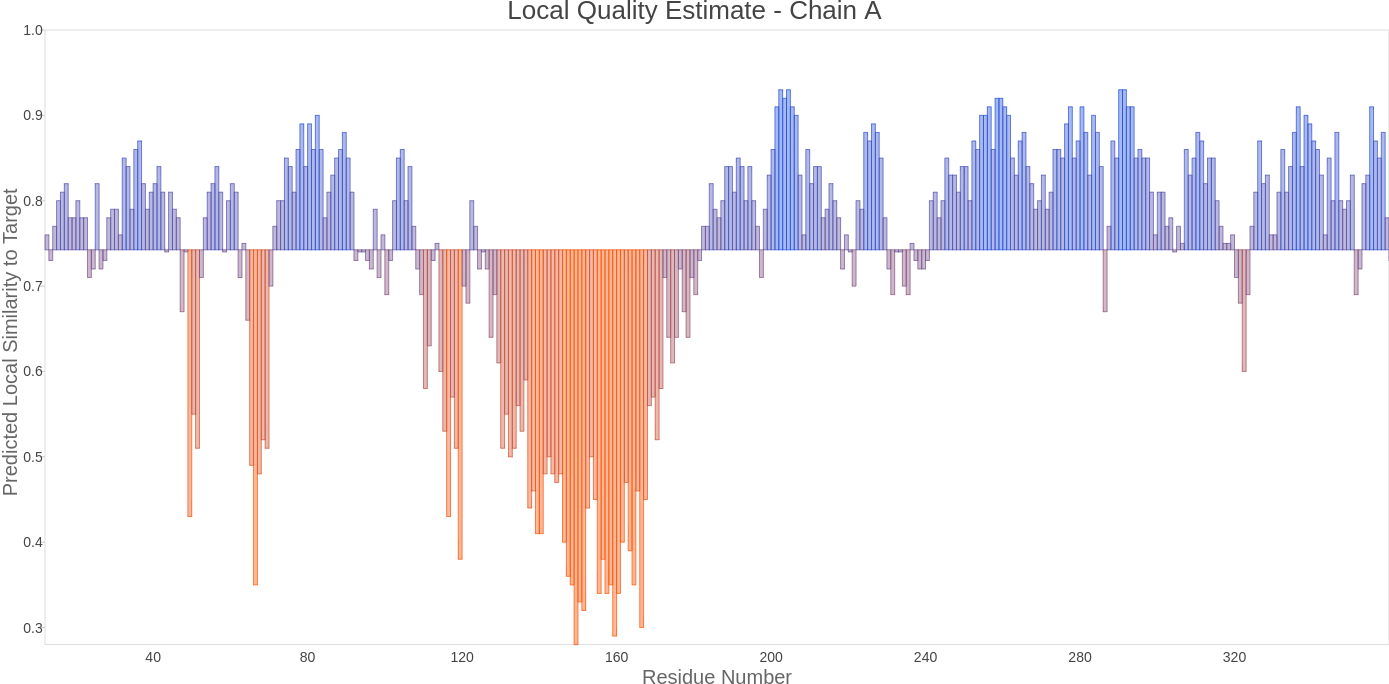 Local Quality Estimate - Chain A
Predicted Local Similarity to Target
1.0
0.9
0.8
0.7
0.6
0.5
0.4
0.3
40 80 120 160 200 240 280 320
Residue Number